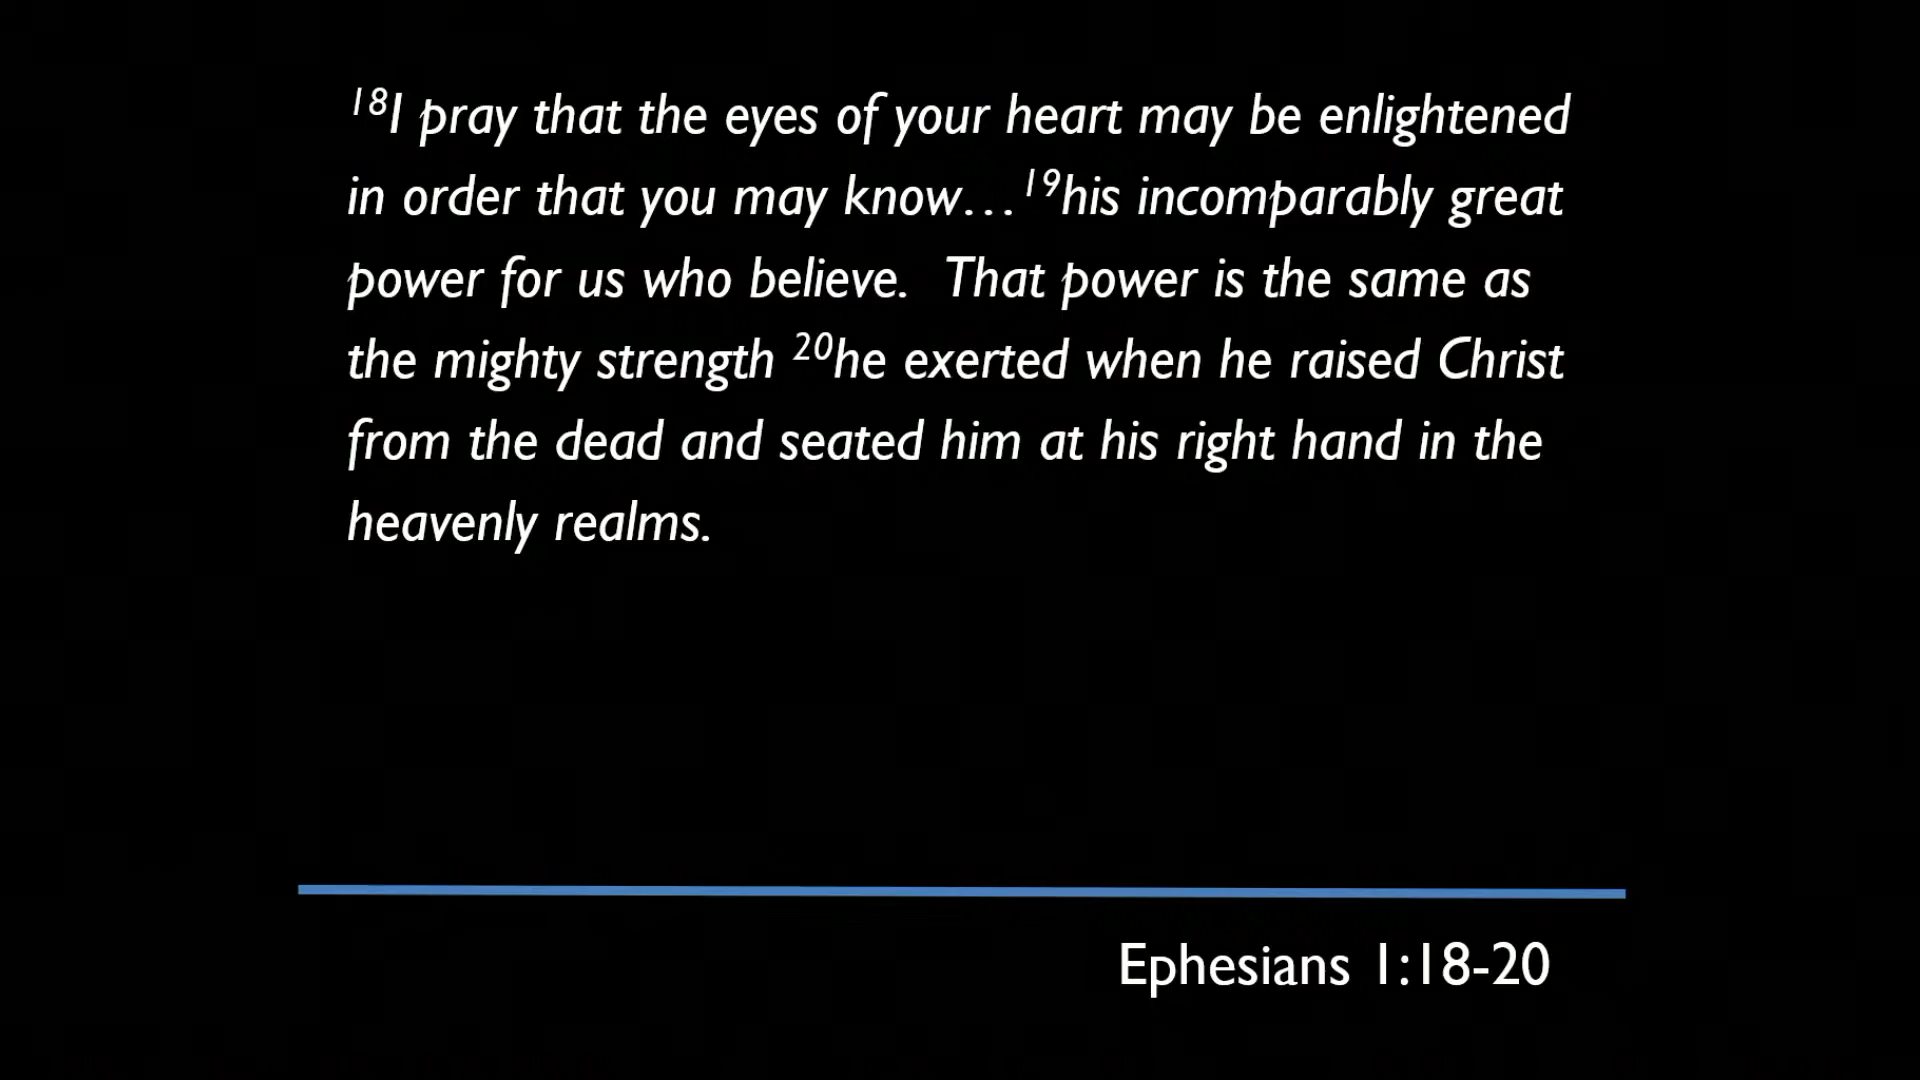 18I pray that the eyes of your heart may be enlightened
in order that you may know…19his incomparably great
power for us who believe.  That power is the same as
the mighty strength 20he exerted when he raised Christ
from the dead and seated him at his right hand in the
heavenly realms.
Ephesians 1:18-20